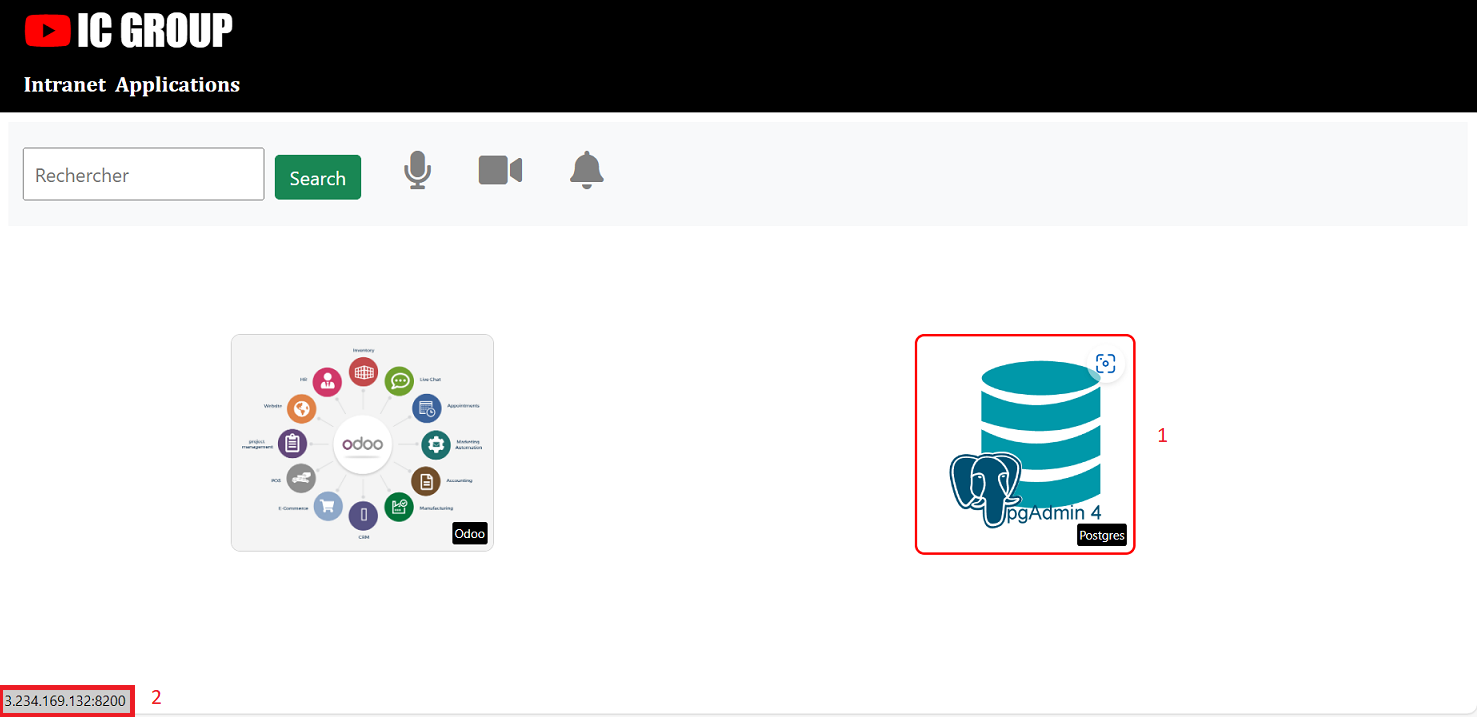 IC GROUP
Intranet Applications
Rechercher
Search
Inventory
HR
Live Chat
Website
Appointments
project
management
odoo
Marketing
Automation
POS
Accounting
E-Commerce
Manufacturing
CRM
Odoo
pgAdmin 4
Postgres
1
3.234.169.132:8200
2